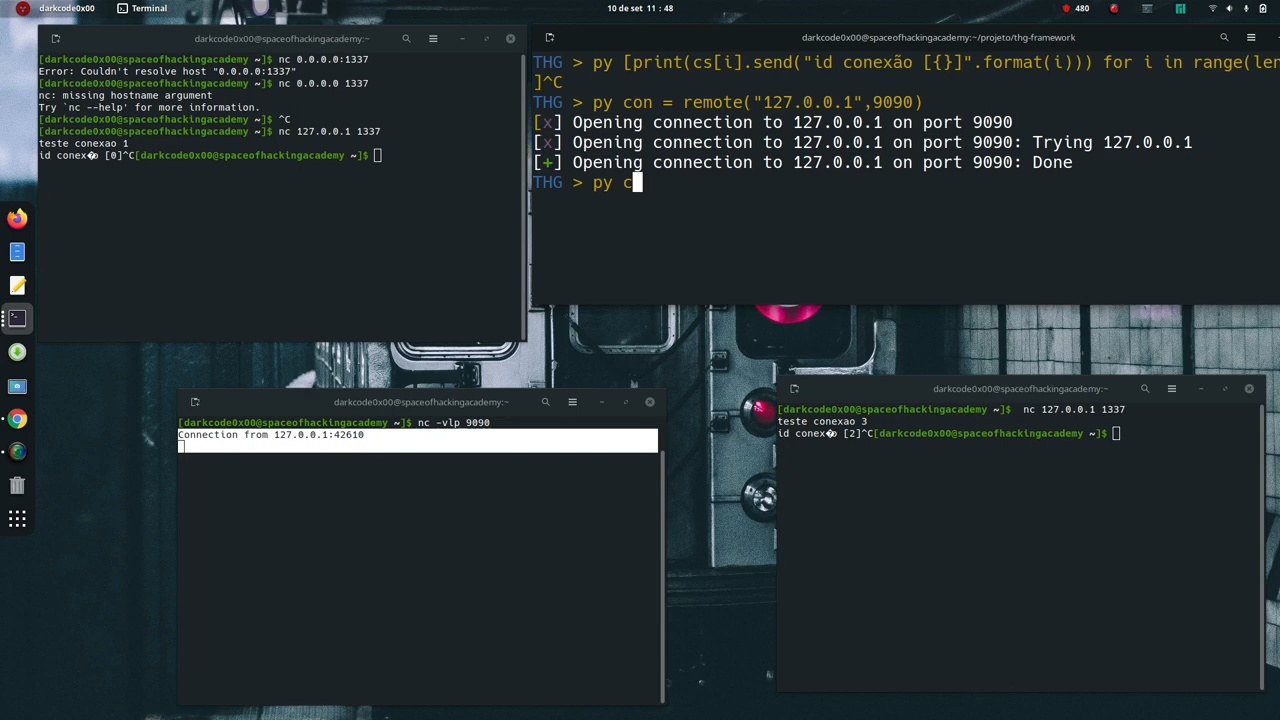 darkcode0x00 Terminal 10 de set 11 : 48 480
darkcode0x00@spaceofhackingacademy:~
[darkcode0x00@spaceofhackingacademy ~]$ nc 0.0.0.0:1337
Error: Couldn't resolve host "0.0.0.0:1337"
[darkcode0x00@spaceofhackingacademy ~]$ nc 0.0.0.0 1337
nc: missing hostname argument
Try `nc --help' for more information.
[darkcode0x00@spaceofhackingacademy ~]$ ^C
[darkcode0x00@spaceofhackingacademy ~]$ nc 127.0.0.1 1337
teste conexao 1
id conex�o [0]^C[darkcode0x00@spaceofhackingacademy ~]$
darkcode0x00@spaceofhackingacademy:~/projeto/thg-framework
THG > py [print(cs[i].send("id conexão [{}]".format(i))) for i in range(len
]^C
THG > py con = remote("127.0.0.1",9090)
[x] Opening connection to 127.0.0.1 on port 9090
[x] Opening connection to 127.0.0.1 on port 9090: Trying 127.0.0.1
[+] Opening connection to 127.0.0.1 on port 9090: Done
THG > py c
darkcode0x00@spaceofhackingacademy:~
[darkcode0x00@spaceofhackingacademy ~]$ nc -vlp 9090
Connection from 127.0.0.1:42610
darkcode0x00@spaceofhackingacademy:~
[darkcode0x00@spaceofhackingacademy ~]$  nc 127.0.0.1 1337
teste conexao 3
id conex�o [2]^C[darkcode0x00@spaceofhackingacademy ~]$